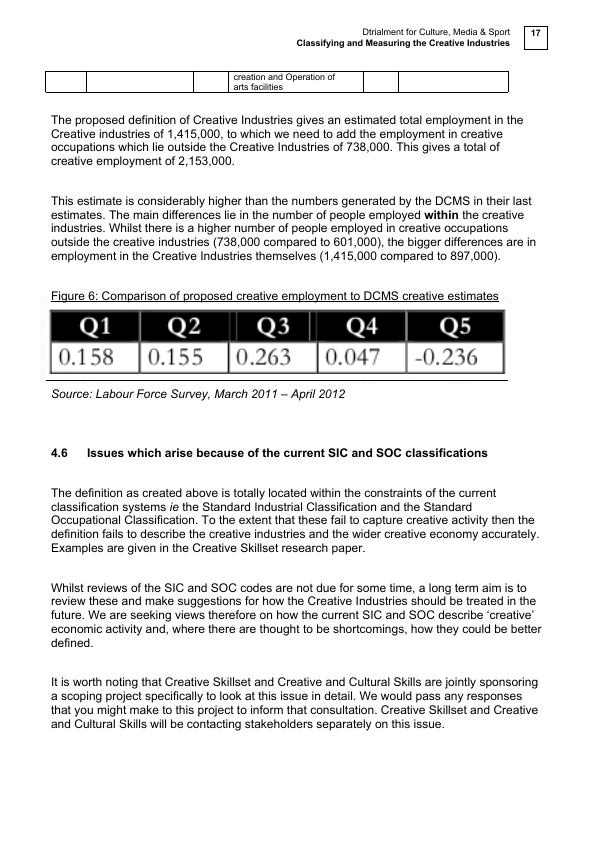 Dtrialment for Culture, Media & Sport
Classifying and Measuring the Creative Industries
17
creation and Operation of
arts facilities
The proposed definition of Creative Industries gives an estimated total employment in the
Creative industries of 1,415,000, to which we need to add the employment in creative
occupations which lie outside the Creative Industries of 738,000. This gives a total of
creative employment of 2,153,000.
This estimate is considerably higher than the numbers generated by the DCMS in their last
estimates. The main differences lie in the number of people employed within the creative
industries. Whilst there is a higher number of people employed in creative occupations
outside the creative industries (738,000 compared to 601,000), the bigger differences are in
employment in the Creative Industries themselves (1,415,000 compared to 897,000).
Figure 6: Comparison of proposed creative employment to DCMS creative estimates
Q1 Q2 Q3 Q4 Q5
0.158 0.155 0.263 0.047 -0.236
Source: Labour Force Survey, March 2011 – April 2012
4.6 Issues which arise because of the current SIC and SOC classifications
The definition as created above is totally located within the constraints of the current
classification systems ie the Standard Industrial Classification and the Standard
Occupational Classification. To the extent that these fail to capture creative activity then the
definition fails to describe the creative industries and the wider creative economy accurately.
Examples are given in the Creative Skillset research paper.
Whilst reviews of the SIC and SOC codes are not due for some time, a long term aim is to
review these and make suggestions for how the Creative Industries should be treated in the
future. We are seeking views therefore on how the current SIC and SOC describe ‘creative’
economic activity and, where there are thought to be shortcomings, how they could be better
defined.
It is worth noting that Creative Skillset and Creative and Cultural Skills are jointly sponsoring
a scoping project specifically to look at this issue in detail. We would pass any responses
that you might make to this project to inform that consultation. Creative Skillset and Creative
and Cultural Skills will be contacting stakeholders separately on this issue.